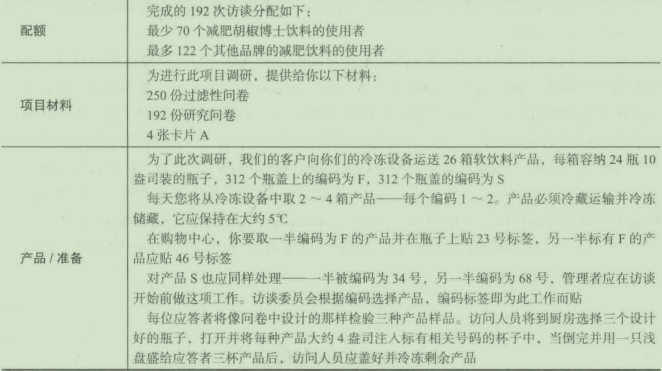 完成的 192 次访谈分配如下：
配额
最少 70 个减肥胡椒博士饮料的使用者
最多 122 个其他品牌的减肥饮料的使用者
为进行此项目调研，提供给你以下材料：
项目材料
250 份过滤性问卷
192 份研究问卷
4 张卡片 A
为了此次调研，我们的客户向你们的冷冻设备运送 26 箱软饮料产品，每箱容纳 24 瓶 10
盎司装的瓶子，312 个瓶盖上的编码为 F，312 个瓶盖的编码为 S
每天您将从冷冻设备中取 2 ～ 4 箱产品——每个编码 1 ～ 2。产品必须冷藏运输并冷冻
储藏，它应保持在大约 5℃
在购物中心，你要取一半编码为 F 的产品并在瓶子上贴 23 号标签，另一半标有 F 的产
产品 / 准备
品应贴 46 号标签
对产品 S 也应同样处理——一半被编码为 34 号，另一半编码为 68 号，管理者应在访谈
开始前做这项工作。访谈委员会根据编码选择产品，编码标签即为此工作而贴
每位应答者将像问卷中设计的那样检验三种产品样品。访问人员将到厨房选择三个设计
好的瓶子，打开并将每种产品大约 4 盎司注入标有相关号码的杯子中，当倒完并用一只浅
盘盛给应答者三杯产品后，访问人员应盖好并冷冻剩余产品